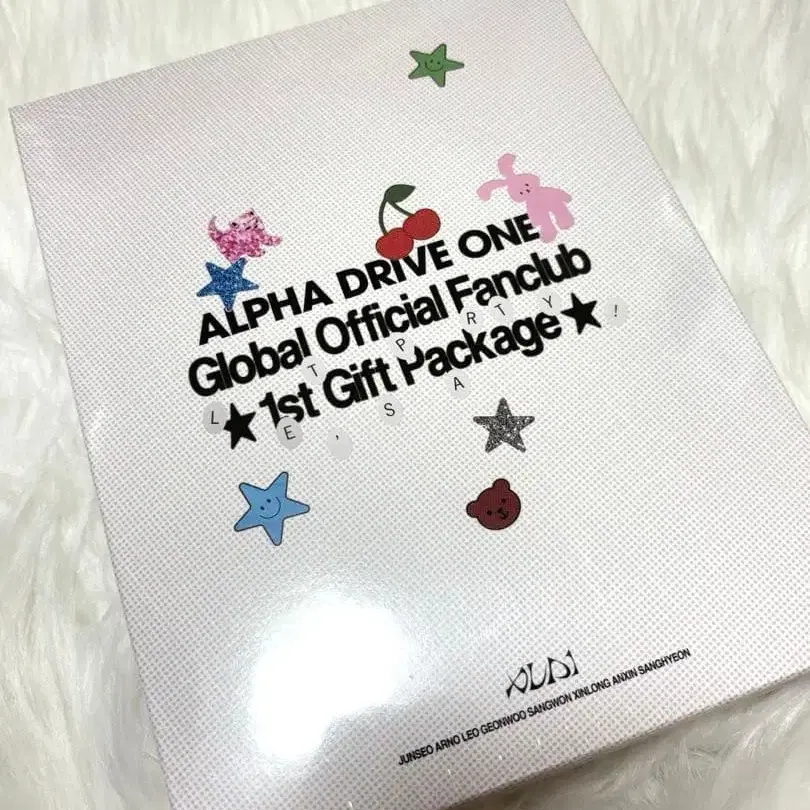 ALPHA DRIVE ONE
Global Official Fanclub
★1st Gift Package★
LET'S PARTY!
JUNSEO ARNO LEO GEONWOO SANGWON XINLONG ANXIN SANGHYEON